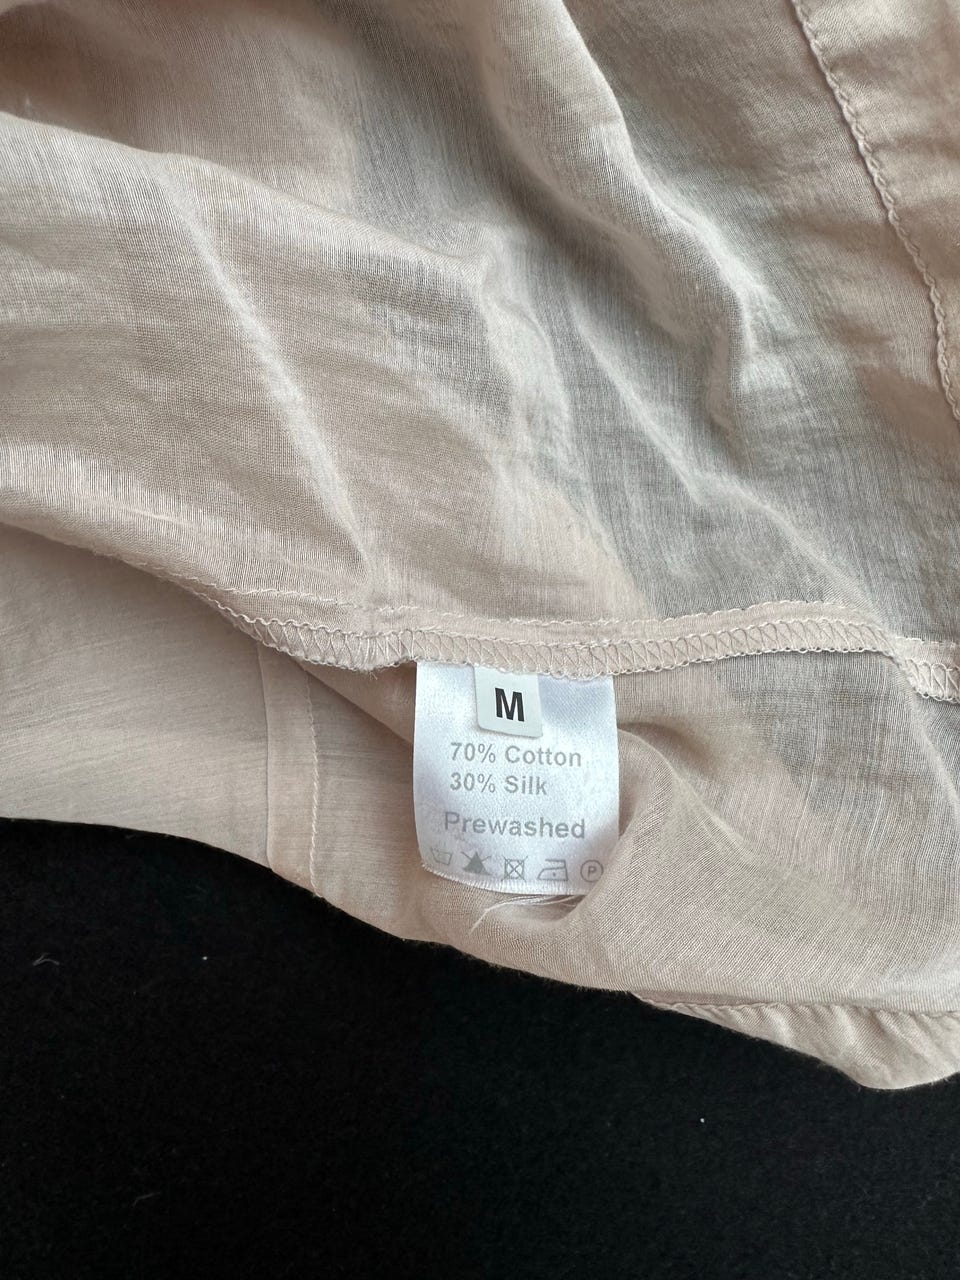 M
70% Cotton
30% Silk
Prewashed
P